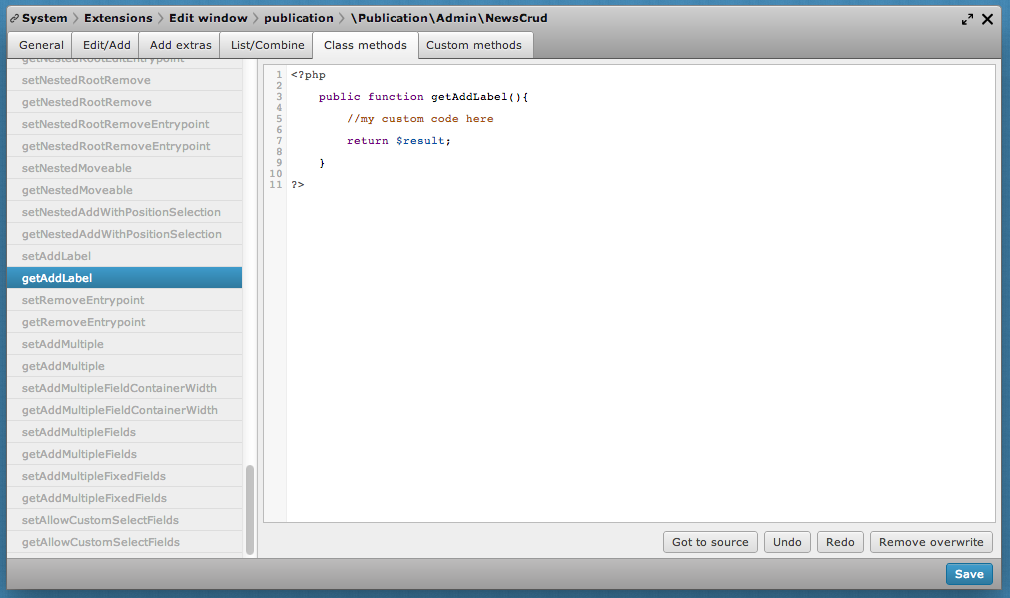 System > Extensions > Edit window > publication > \Publication\Admin\NewsCrud
General Edit/Add Add extras List/Combine Class methods Custom methods
getNestedRootEditEntrypoint
setNestedRootRemove
getNestedRootRemove
setNestedRootRemoveEntrypoint
getNestedRootRemoveEntrypoint
setNestedMoveable
getNestedMoveable
setNestedAddWithPositionSelection
getNestedAddWithPositionSelection
setAddLabel
getAddLabel
setRemoveEntrypoint
getRemoveEntrypoint
setAddMultiple
getAddMultiple
setAddMultipleFieldContainerWidth
getAddMultipleFieldContainerWidth
setAddMultipleFields
getAddMultipleFields
setAddMultipleFixedFields
getAddMultipleFixedFields
setAllowCustomSelectFields
getAllowCustomSelectFields
1 <?php
2
3 public function getAddLabel(){
4
5 //my custom code here
6
7 return $result;
8
9 }
10
11 ?>
Got to source Undo Redo Remove overwrite
Save